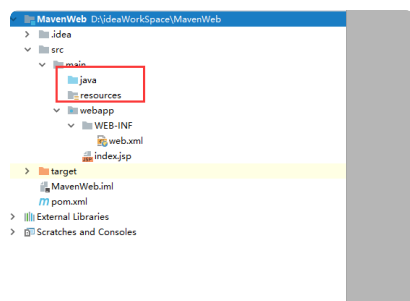 MavenWeb D:\ideaWorkSpace\MavenWeb
.idea
src
main
java
resources
webapp
WEB-INF
web.xml
index.jsp
target
MavenWeb.iml
pom.xml
External Libraries
Scratches and Consoles